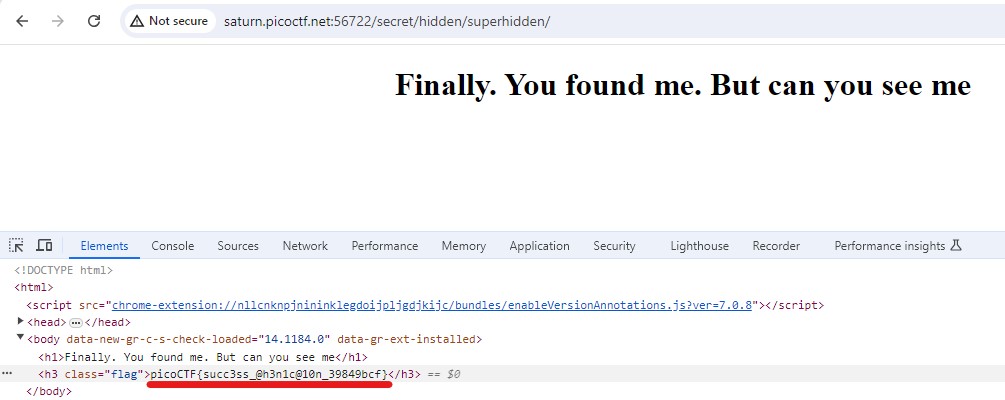 Not secure saturn.picoctf.net:56722/secret/hidden/superhidden/
Finally. You found me. But can you see me
Elements Console Sources Network Performance Memory Application Security Lighthouse Recorder Performance insights
<!DOCTYPE html>
<html>
<script src="chrome-extension://nllcnknpjnininklegdoijpljgdjkijc/bundles/enableVersionAnnotations.js?ver=7.0.8"></script>
<head>…</head>
<body data-new-gr-c-s-check-loaded="14.1184.0" data-gr-ext-installed>
<h1>Finally. You found me. But can you see me</h1>
<h3 class="flag">picoCTF{succ3ss_@h3n1c@10n_39849bcf}</h3> == $0
</body>